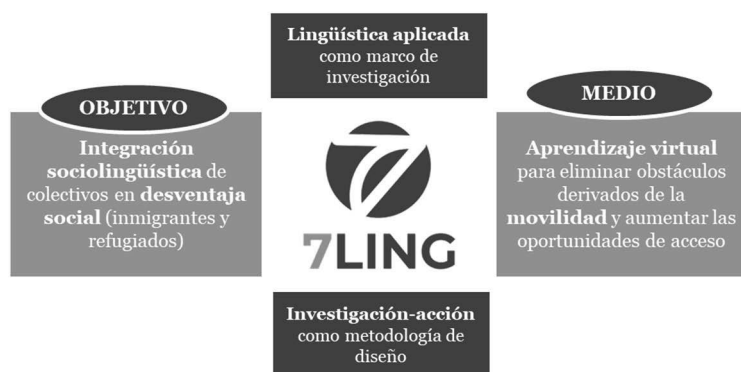 Lingüística aplicada
como marco de
investigación
OBJETIVO
Integración
sociolingüística de
colectivos en desventaja
social (inmigrantes y
refugiados)
7LING
MEDIO
Aprendizaje virtual
para eliminar obstáculos
derivados de la
movilidad y aumentar las
oportunidades de acceso
Investigación-acción
como metodología de
diseño